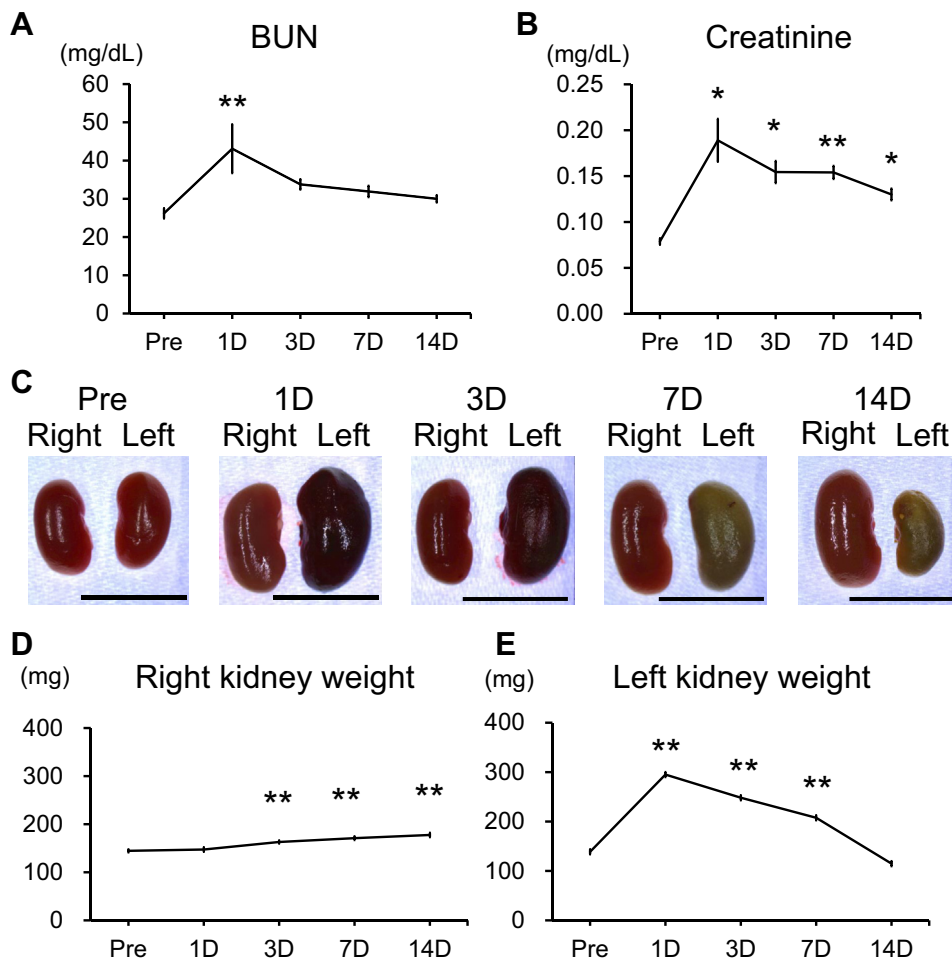 A
BUN
(mg/dL)
60
50
40
30
20
10
0
**
Pre 1D 3D 7D 14D
B
Creatinine
(mg/dL)
0.25
0.20
0.15
0.10
0.05
0.00
* * ** *
Pre 1D 3D 7D 14D
C
Pre 1D 3D 7D 14D
Right Left Right Left Right Left Right Left Right Left
D
(mg)
Right kidney weight
400
300
200
100
0
** ** **
Pre 1D 3D 7D 14D
E
(mg)
Left kidney weight
400
300
200
100
0
** ** **
Pre 1D 3D 7D 14D